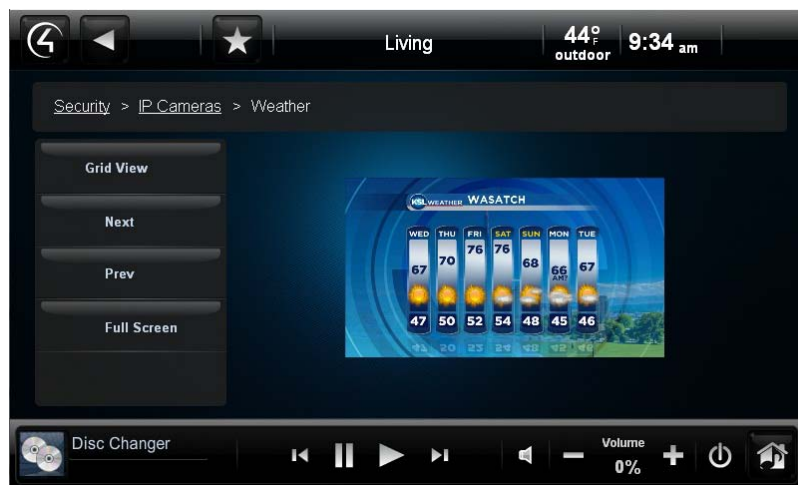 Living
44°F
outdoor
9:34 am
Security > IP Cameras > Weather
Grid View
Next
Prev
Full Screen
KSL WEATHER WASATCH
WED THU FRI SAT SUN MON TUE
67 70 76 76 68 66 67
AM?
47 50 52 54 48 45 46
Disc Changer
Volume
0%